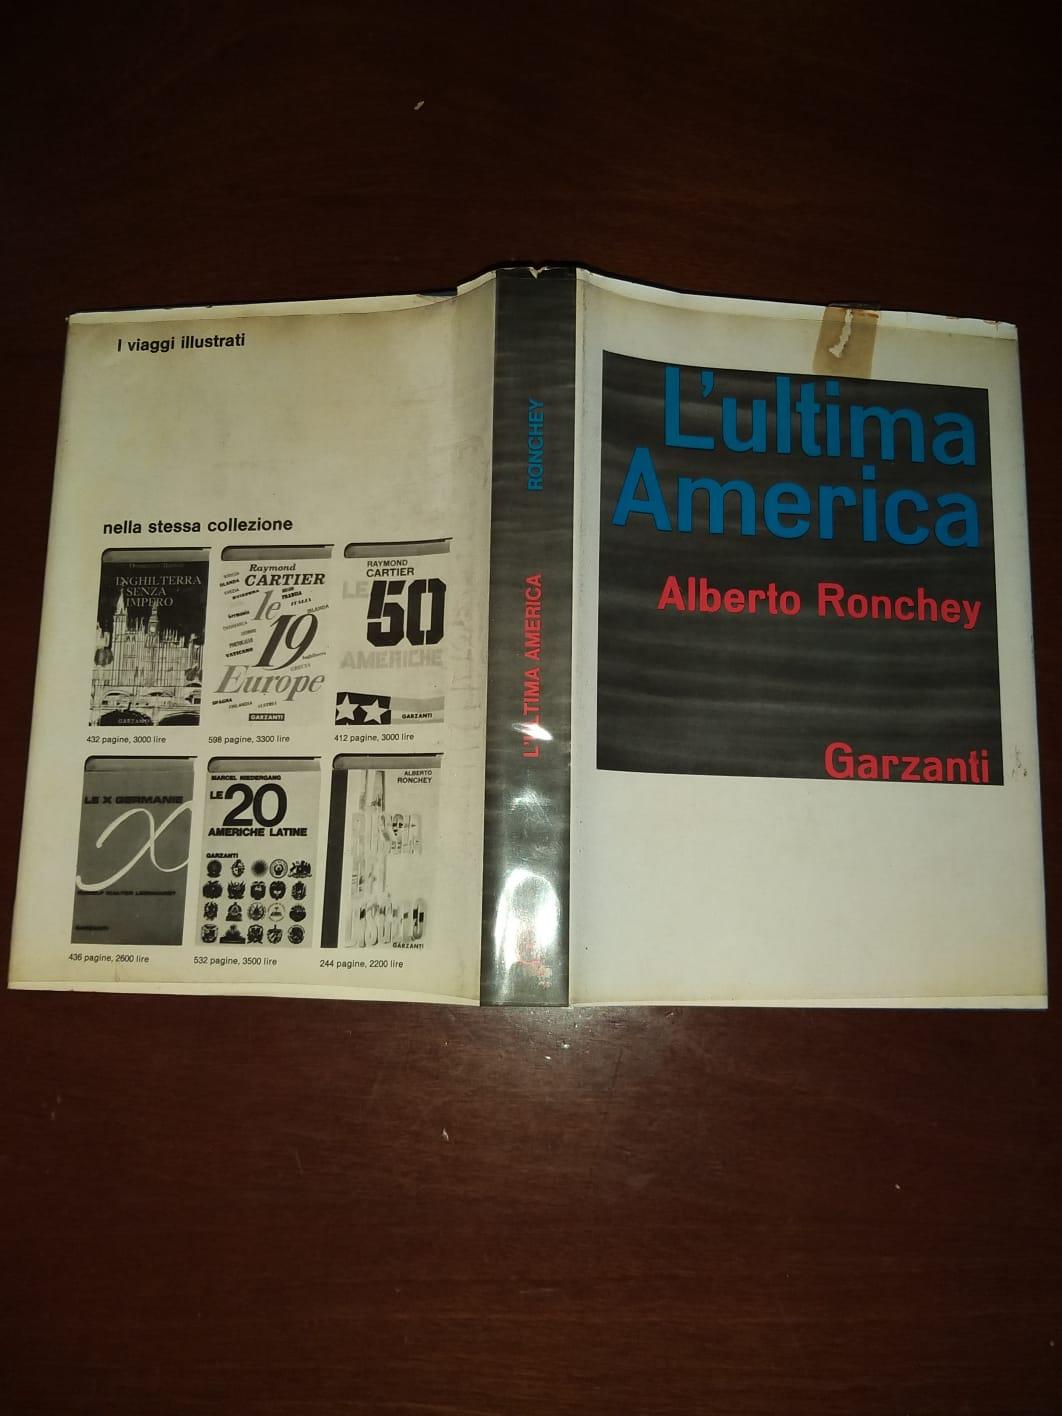 I viaggi illustrati
nella stessa collezione
INGHILTERRA
SENZA
IMPERO
GARZANTI
432 pagine, 3000 lire
Raymond
CARTIER
le
19
Europe
GARZANTI
598 pagine, 3300 lire
RAYMOND
CARTIER
LE
50
AMERICHE
GARZANTI
412 pagine, 3000 lire
LE X GERMANIE
X
GARZANTI
436 pagine, 2600 lire
MARCEL NIEDERGANG
LE 20
AMERICHE LATINE
GARZANTI
532 pagine, 3500 lire
ALBERTO
RONCHEY
GARZANTI
244 pagine, 2200 lire
RONCHEY
L'ULTIMA AMERICA
L'ultima
America
Alberto Ronchey
Garzanti